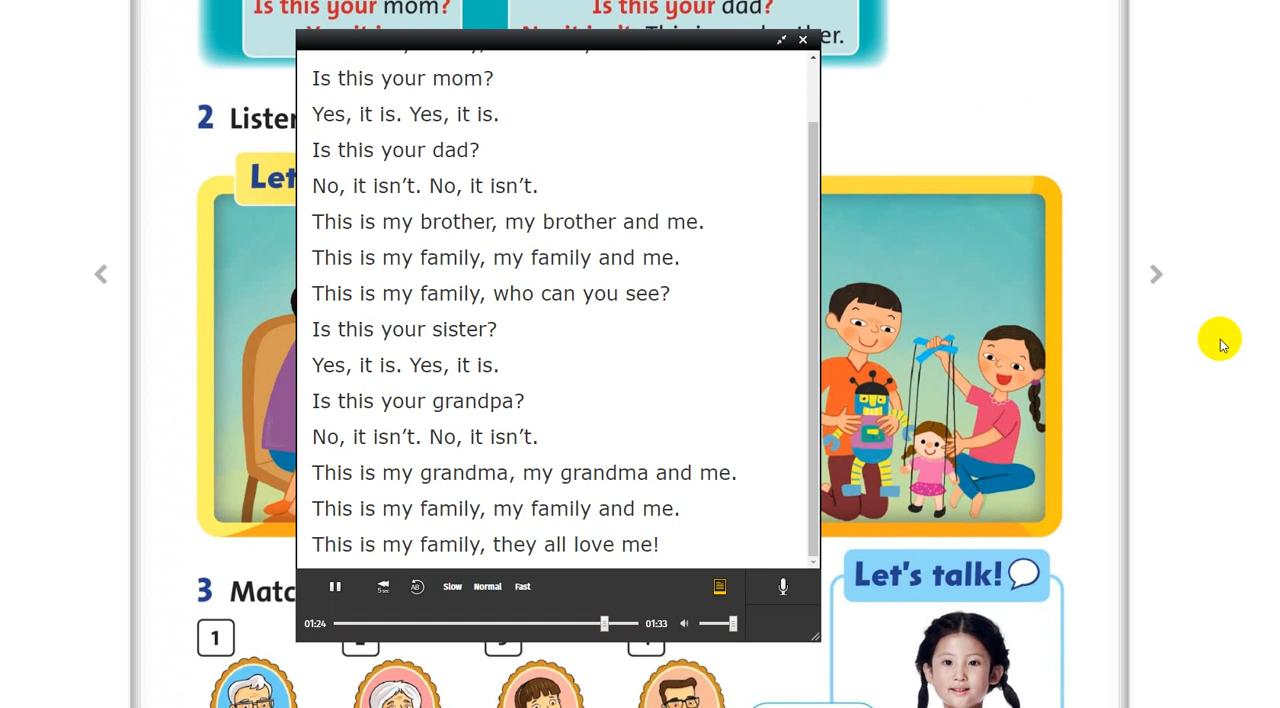 Is this your mom?
Is this your dad?
er.
Is this your mom?
Yes, it is. Yes, it is.
Is this your dad?
No, it isn't. No, it isn't.
This is my brother, my brother and me.
This is my family, my family and me.
This is my family, who can you see?
Is this your sister?
Yes, it is. Yes, it is.
Is this your grandpa?
No, it isn't. No, it isn't.
This is my grandma, my grandma and me.
This is my family, my family and me.
This is my family, they all love me!
2 Listen
Let
5 sec
AB
Slow
Normal
Fast
01:24
01:33
3 Matc
1
Let's talk!